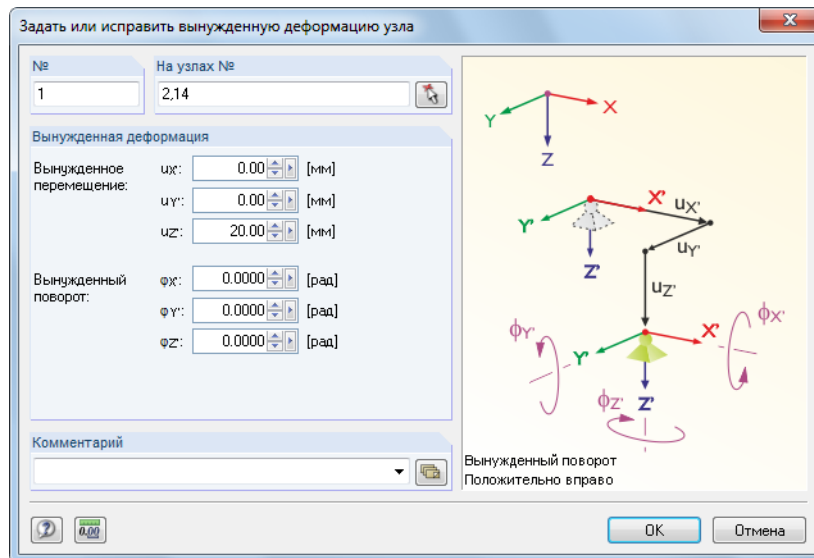 Задать или исправить вынужденную деформацию узла
№
На узлах №
1
2,14
Вынужденная деформация
Вынужденное перемещение:
uX': 0.00 [мм]
uY': 0.00 [мм]
uZ': 20.00 [мм]
Вынужденный поворот:
φX': 0.0000 [рад]
φY': 0.0000 [рад]
φZ': 0.0000 [рад]
Комментарий
X
Y
Z
X'
uX'
Y'
uY'
Z'
uZ'
ϕY'
ϕX'
X'
Y'
ϕZ'
Z'
Вынужденный поворот
Положительно вправо
0.00
OK
Отмена